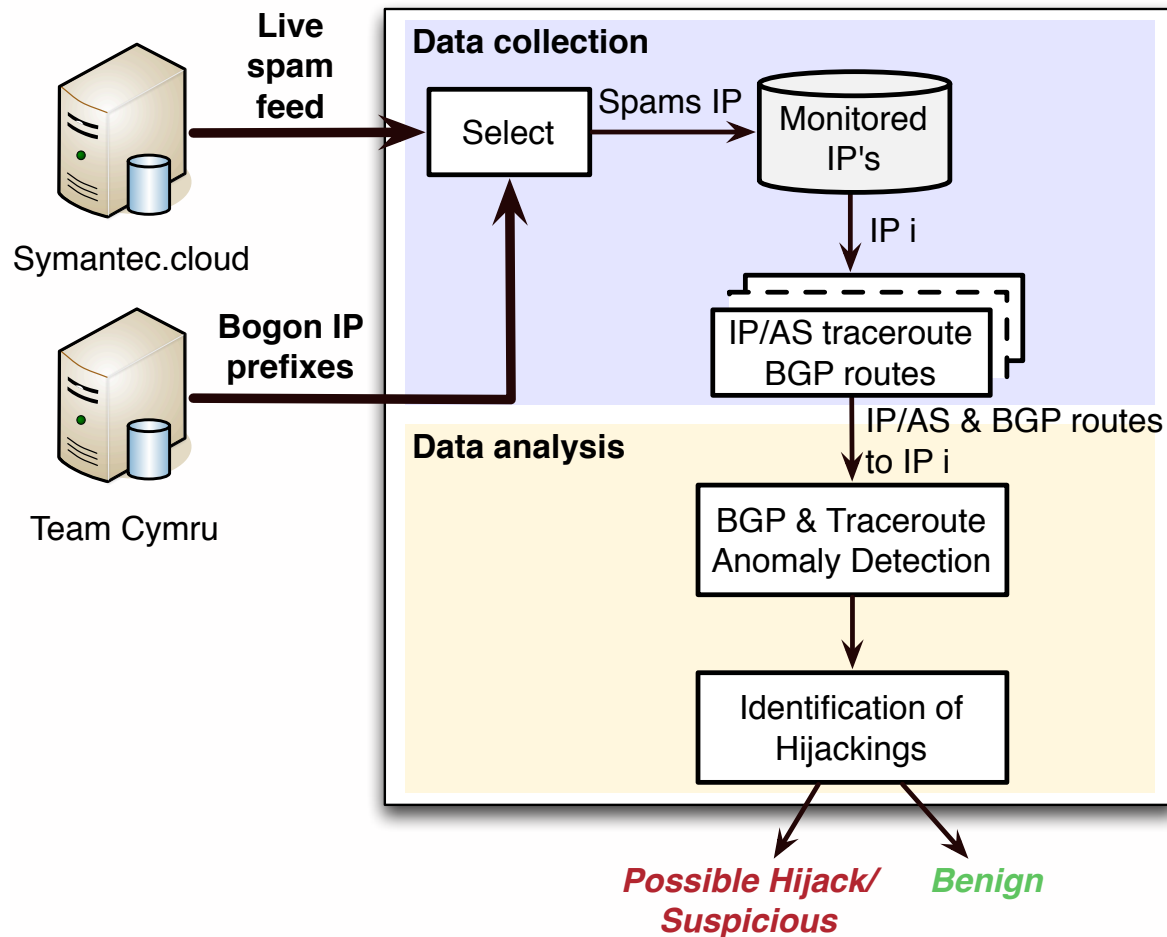 Live
spam
feed
Symantec.cloud
Bogon IP
prefixes
Team Cymru
Data collection
Select
Spams IP
Monitored
IP's
IP i
IP/AS traceroute
BGP routes
IP/AS & BGP routes
to IP i
Data analysis
BGP & Traceroute
Anomaly Detection
Identification of
Hijackings
Possible Hijack/
Suspicious
Benign